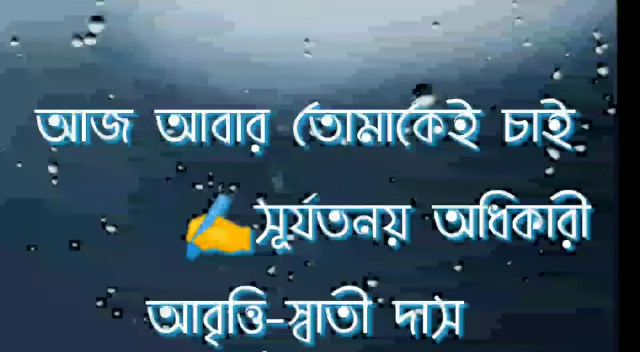 আজ আবার তোমাকেই চাই
✍সূর্যতনয় অধিকারী
আবৃত্তি-স্বাতী দাস